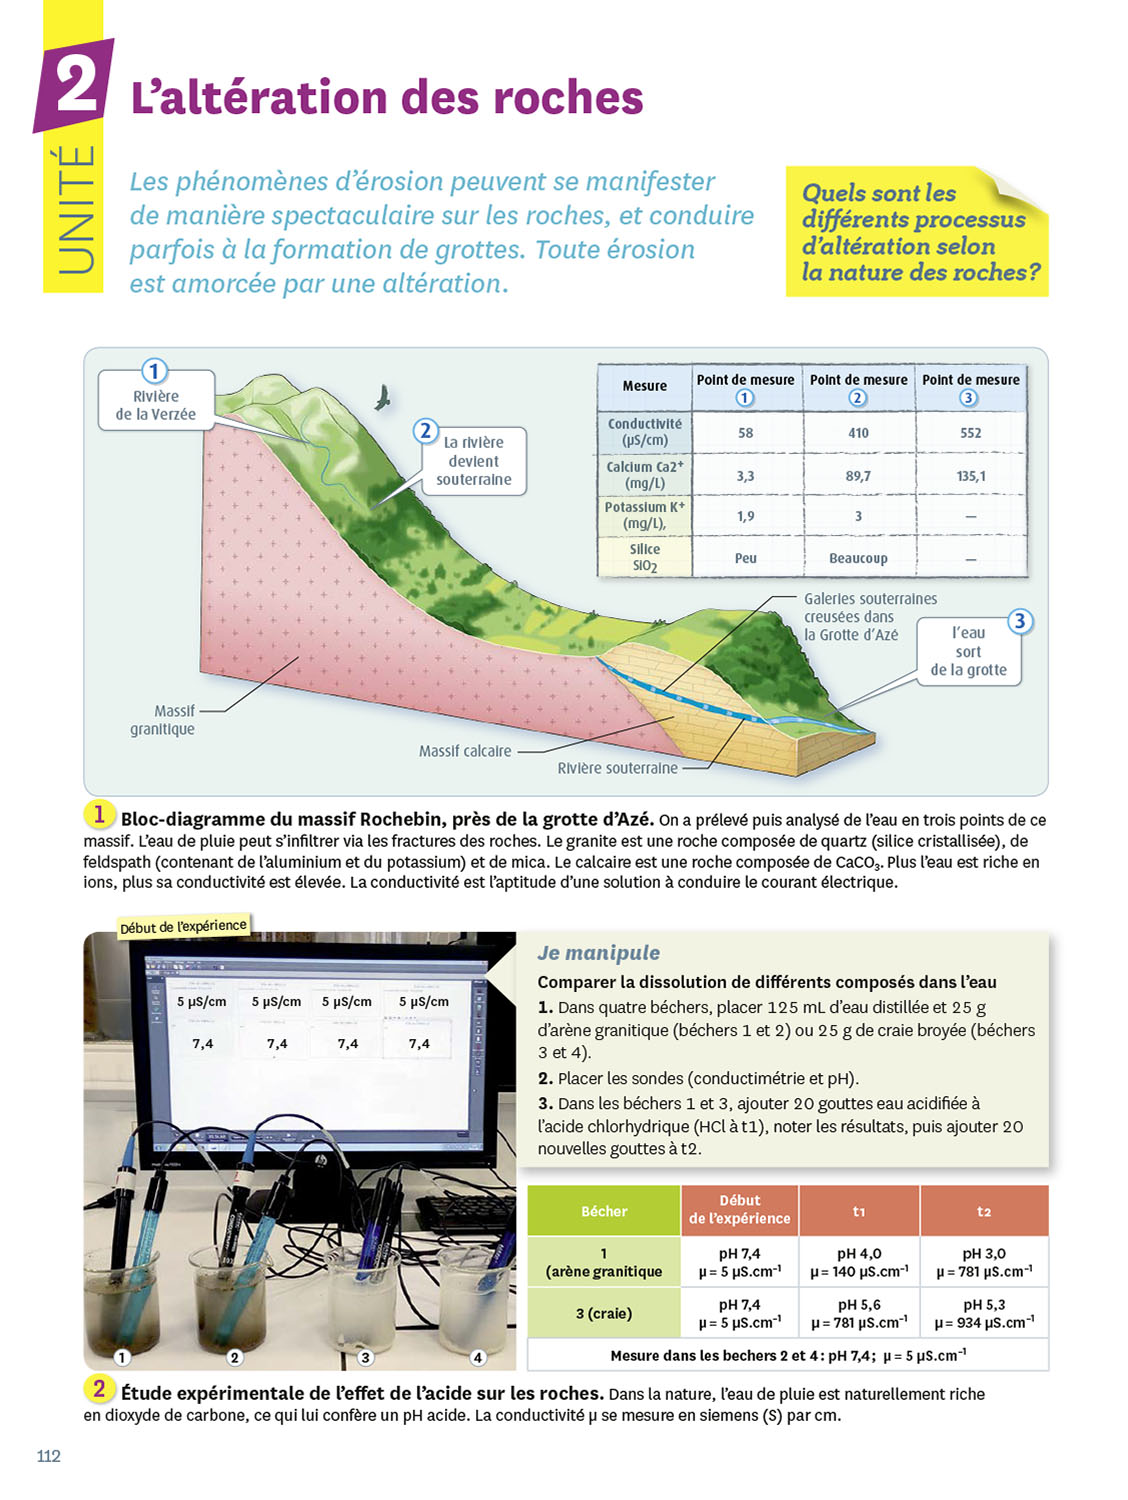 2
UNITÉ
L'altération des roches
Les phénomènes d'érosion peuvent se manifester
de manière spectaculaire sur les roches, et conduire
parfois à la formation de grottes. Toute érosion
est amorcée par une altération.
Quels sont les
différents processus
d'altération selon
la nature des roches?
1
Rivière
de la Verzée
2
La rivière
devient
souterraine
Mesure Point de mesure 1 Point de mesure 2 Point de mesure 3
Conductivité (µS/cm) 58 410 552
Calcium Ca2+ (mg/L) 3,3 89,7 135,1
Potassium K+ (mg/L), 1,9 3 —
Silice SiO2 Peu Beaucoup —
Galeries souterraines
creusées dans
la Grotte d'Azé
3
l'eau
sort
de la grotte
Massif
granitique
Massif calcaire
Rivière souterraine
1 Bloc-diagramme du massif Rochebin, près de la grotte d'Azé. On a prélevé puis analysé de l'eau en trois points de ce
massif. L'eau de pluie peut s'infiltrer via les fractures des roches. Le granite est une roche composée de quartz (silice cristallisée), de
feldspath (contenant de l'aluminium et du potassium) et de mica. Le calcaire est une roche composée de CaCO₃. Plus l'eau est riche en
ions, plus sa conductivité est élevée. La conductivité est l'aptitude d'une solution à conduire le courant électrique.
Début de l'expérience
5 µS/cm 5 µS/cm 5 µS/cm 5 µS/cm
7,4 7,4 7,4 7,4
1 2 3 4
Je manipule
Comparer la dissolution de différents composés dans l'eau
1. Dans quatre béchers, placer 125 mL d'eau distillée et 25 g
d'arène granitique (béchers 1 et 2) ou 25 g de craie broyée (béchers
3 et 4).
2. Placer les sondes (conductimétrie et pH).
3. Dans les béchers 1 et 3, ajouter 20 gouttes eau acidifiée à
l'acide chlorhydrique (HCl à t1), noter les résultats, puis ajouter 20
nouvelles gouttes à t2.
Bécher Début de l'expérience t1 t2
1 (arène granitique pH 7,4 µ = 5 µS.cm⁻¹ pH 4,0 µ = 140 µS.cm⁻¹ pH 3,0 µ = 781 µS.cm⁻¹
3 (craie) pH 7,4 µ = 5 µS.cm⁻¹ pH 5,6 µ = 781 µS.cm⁻¹ pH 5,3 µ = 934 µS.cm⁻¹
Mesure dans les bechers 2 et 4 : pH 7,4 ; µ = 5 µS.cm⁻¹
2 Étude expérimentale de l'effet de l'acide sur les roches. Dans la nature, l'eau de pluie est naturellement riche
en dioxyde de carbone, ce qui lui confère un pH acide. La conductivité µ se mesure en siemens (S) par cm.
112